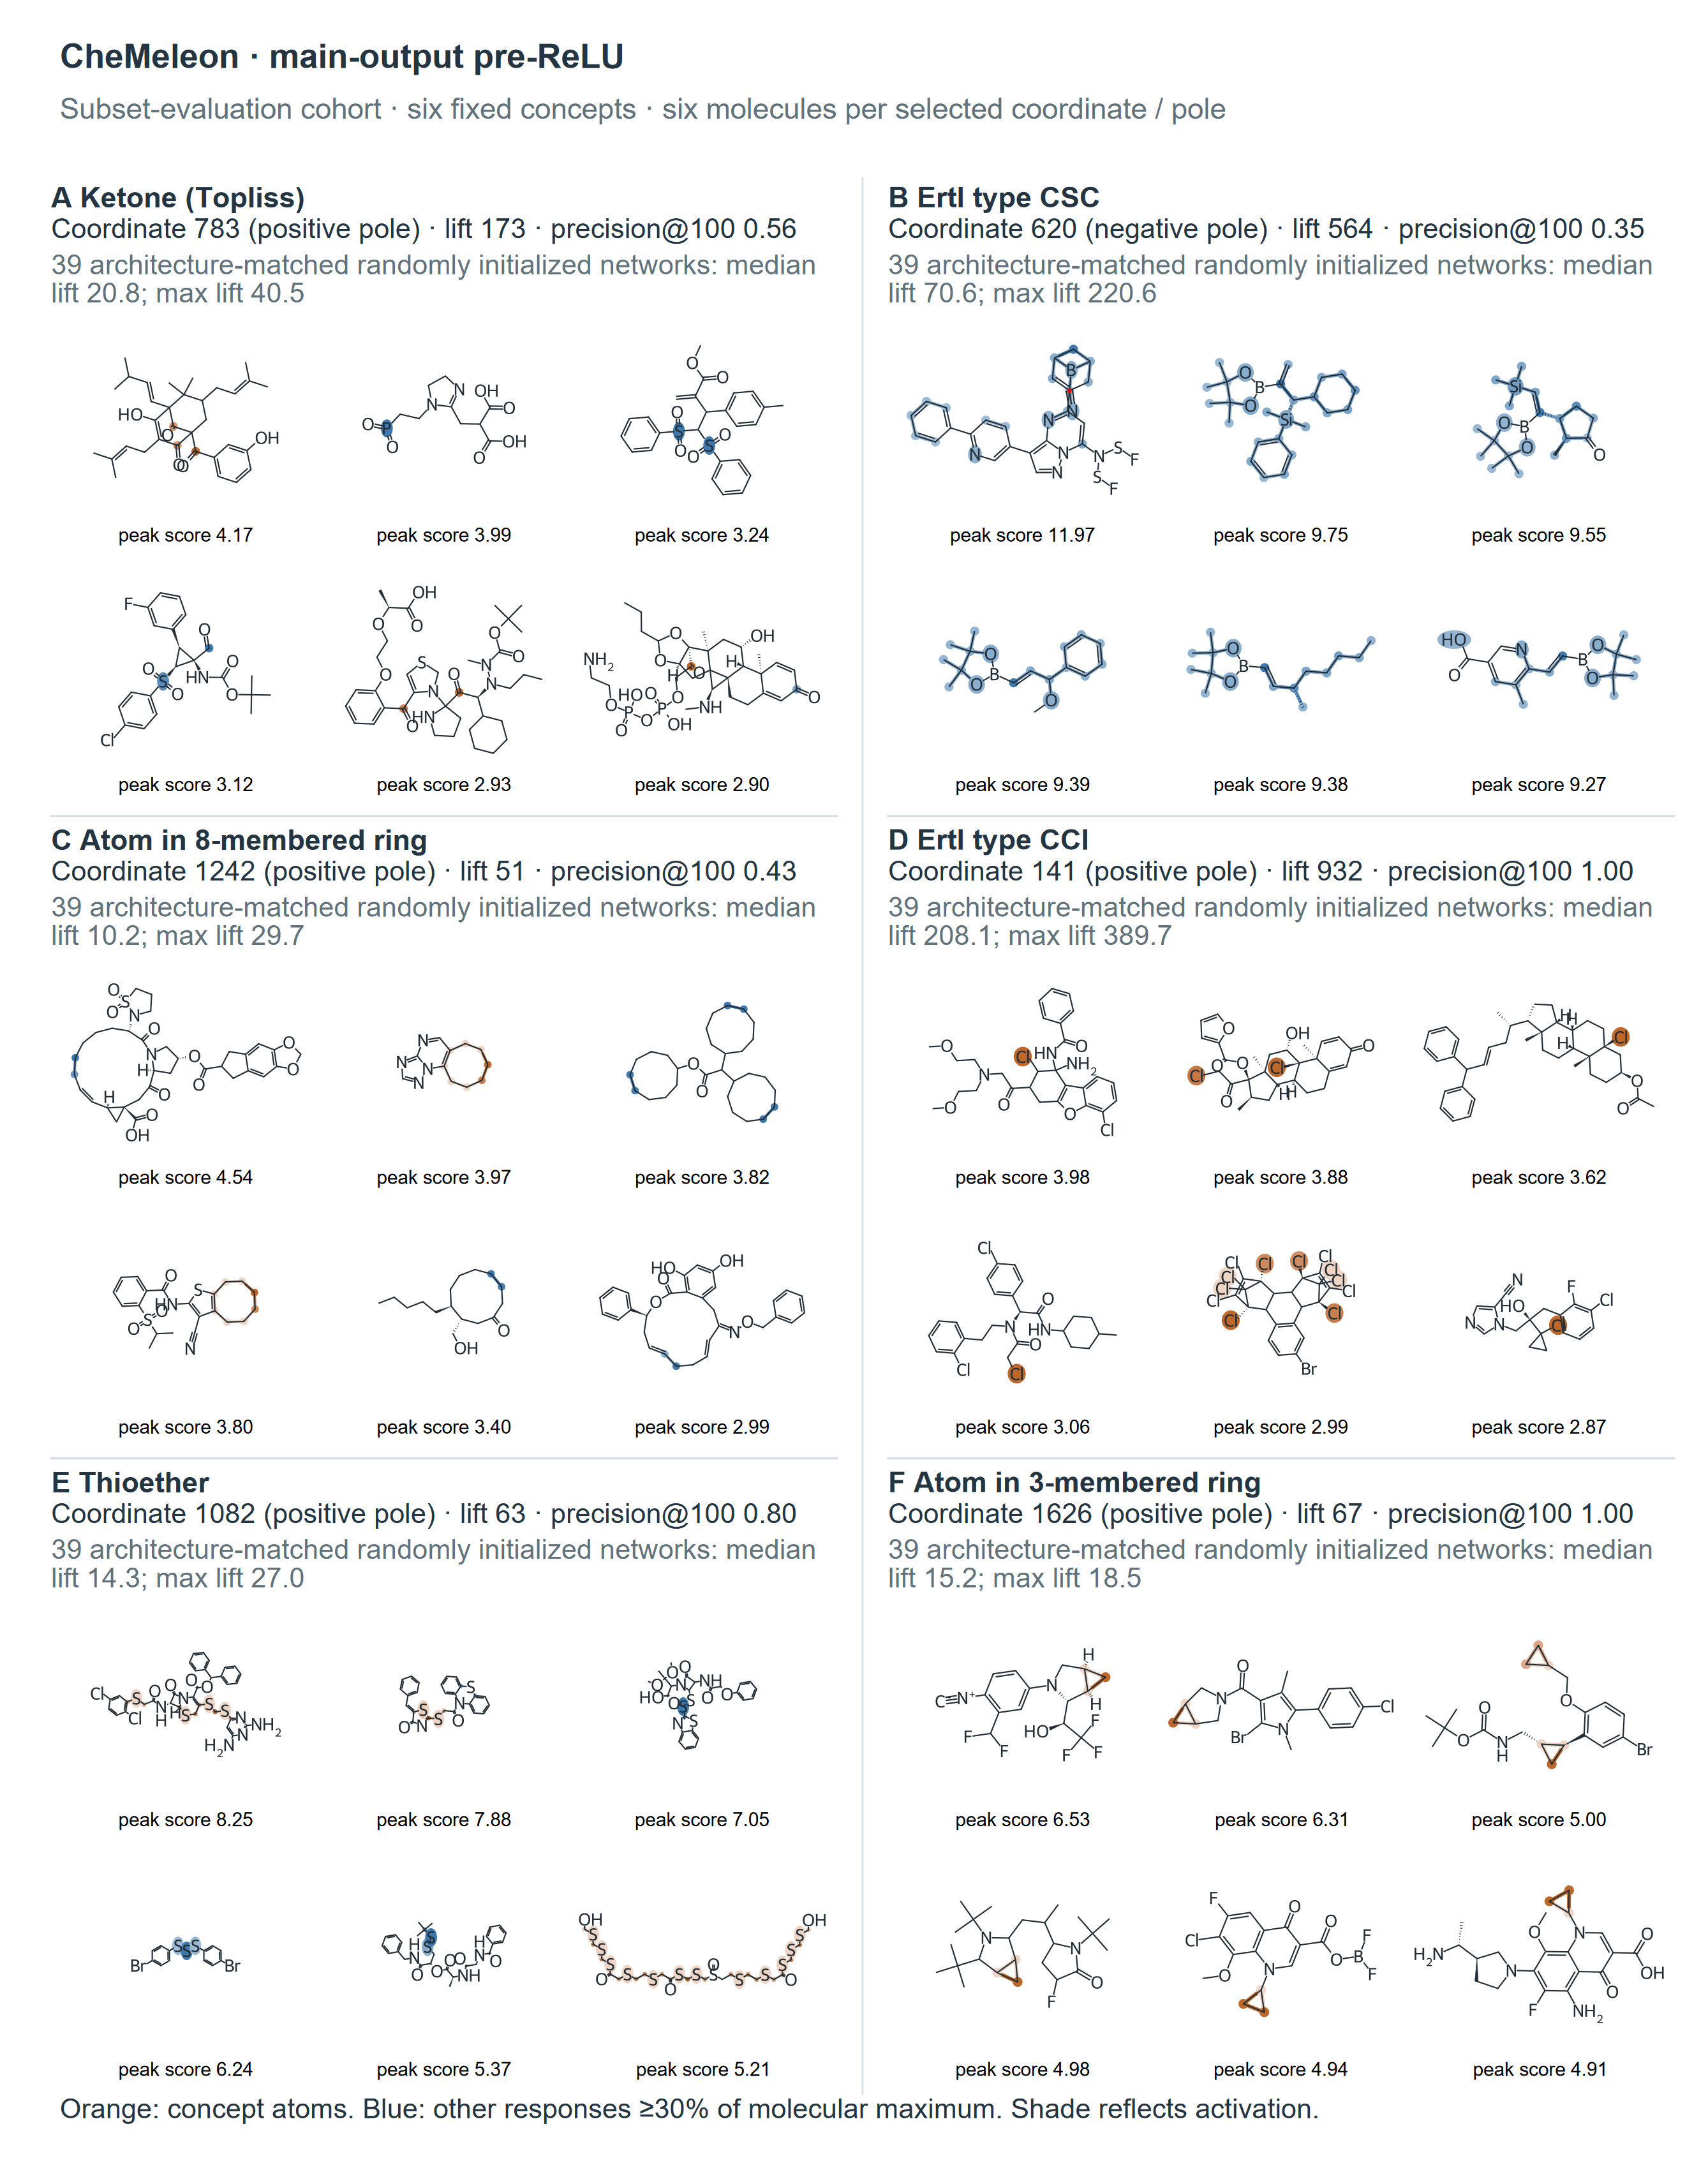 CheMeleon · main-output pre-ReLU
Subset-evaluation cohort · six fixed concepts · six molecules per selected coordinate / pole
A Ketone (Topliss)
Coordinate 783 (positive pole) · lift 173 · precision@100 0.56
39 architecture-matched randomly initialized networks: median
lift 20.8; max lift 40.5
peak score 4.17
peak score 3.99
peak score 3.24
peak score 3.12
peak score 2.93
peak score 2.90
B Ertl type CSC
Coordinate 620 (negative pole) · lift 564 · precision@100 0.35
39 architecture-matched randomly initialized networks: median
lift 70.6; max lift 220.6
peak score 11.97
peak score 9.75
peak score 9.55
peak score 9.39
peak score 9.38
peak score 9.27
C Atom in 8-membered ring
Coordinate 1242 (positive pole) · lift 51 · precision@100 0.43
39 architecture-matched randomly initialized networks: median
lift 10.2; max lift 29.7
peak score 4.54
peak score 3.97
peak score 3.82
peak score 3.80
peak score 3.40
peak score 2.99
D Ertl type CCl
Coordinate 141 (positive pole) · lift 932 · precision@100 1.00
39 architecture-matched randomly initialized networks: median
lift 208.1; max lift 389.7
peak score 3.98
peak score 3.88
peak score 3.62
peak score 3.06
peak score 2.99
peak score 2.87
E Thioether
Coordinate 1082 (positive pole) · lift 63 · precision@100 0.80
39 architecture-matched randomly initialized networks: median
lift 14.3; max lift 27.0
peak score 8.25
peak score 7.88
peak score 7.05
peak score 6.24
peak score 5.37
peak score 5.21
F Atom in 3-membered ring
Coordinate 1626 (positive pole) · lift 67 · precision@100 1.00
39 architecture-matched randomly initialized networks: median
lift 15.2; max lift 18.5
peak score 6.53
peak score 6.31
peak score 5.00
peak score 4.98
peak score 4.94
peak score 4.91
Orange: concept atoms. Blue: other responses ≥30% of molecular maximum. Shade reflects activation.